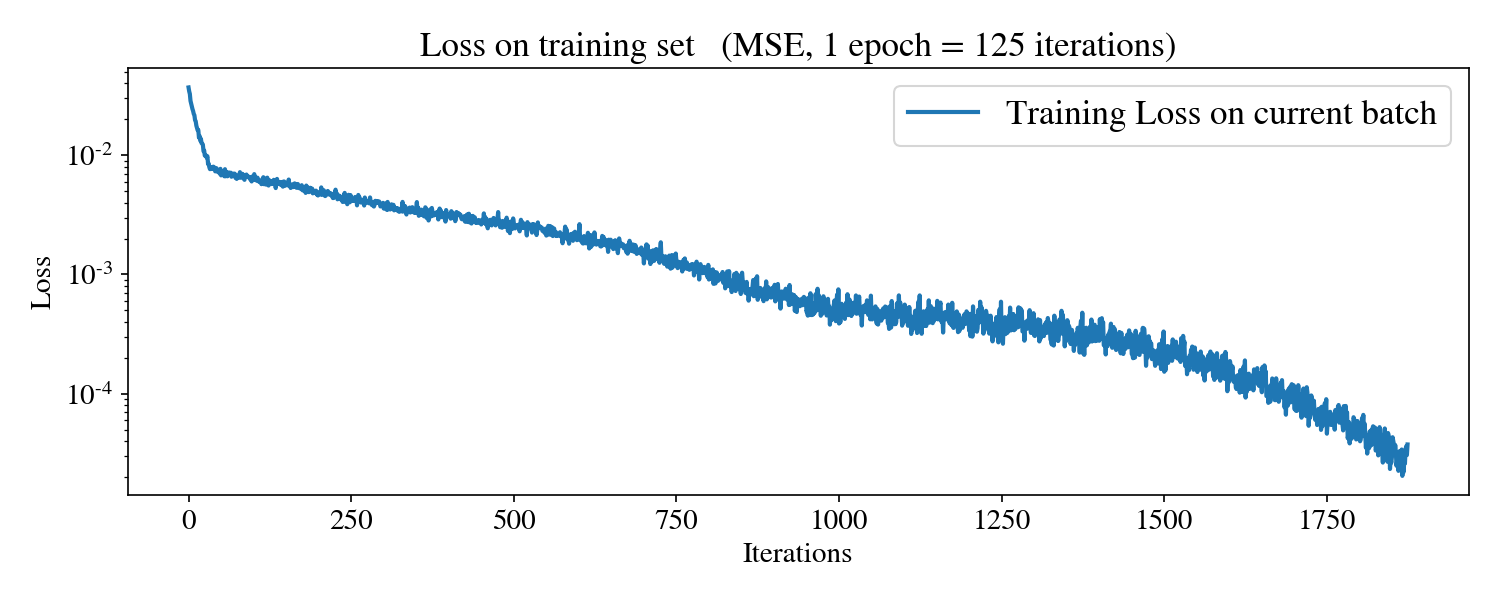 Loss on training set   (MSE, 1 epoch = 125 iterations)
Training Loss on current batch
Loss
10^-2
10^-3
10^-4
0 250 500 750 1000 1250 1500 1750
Iterations